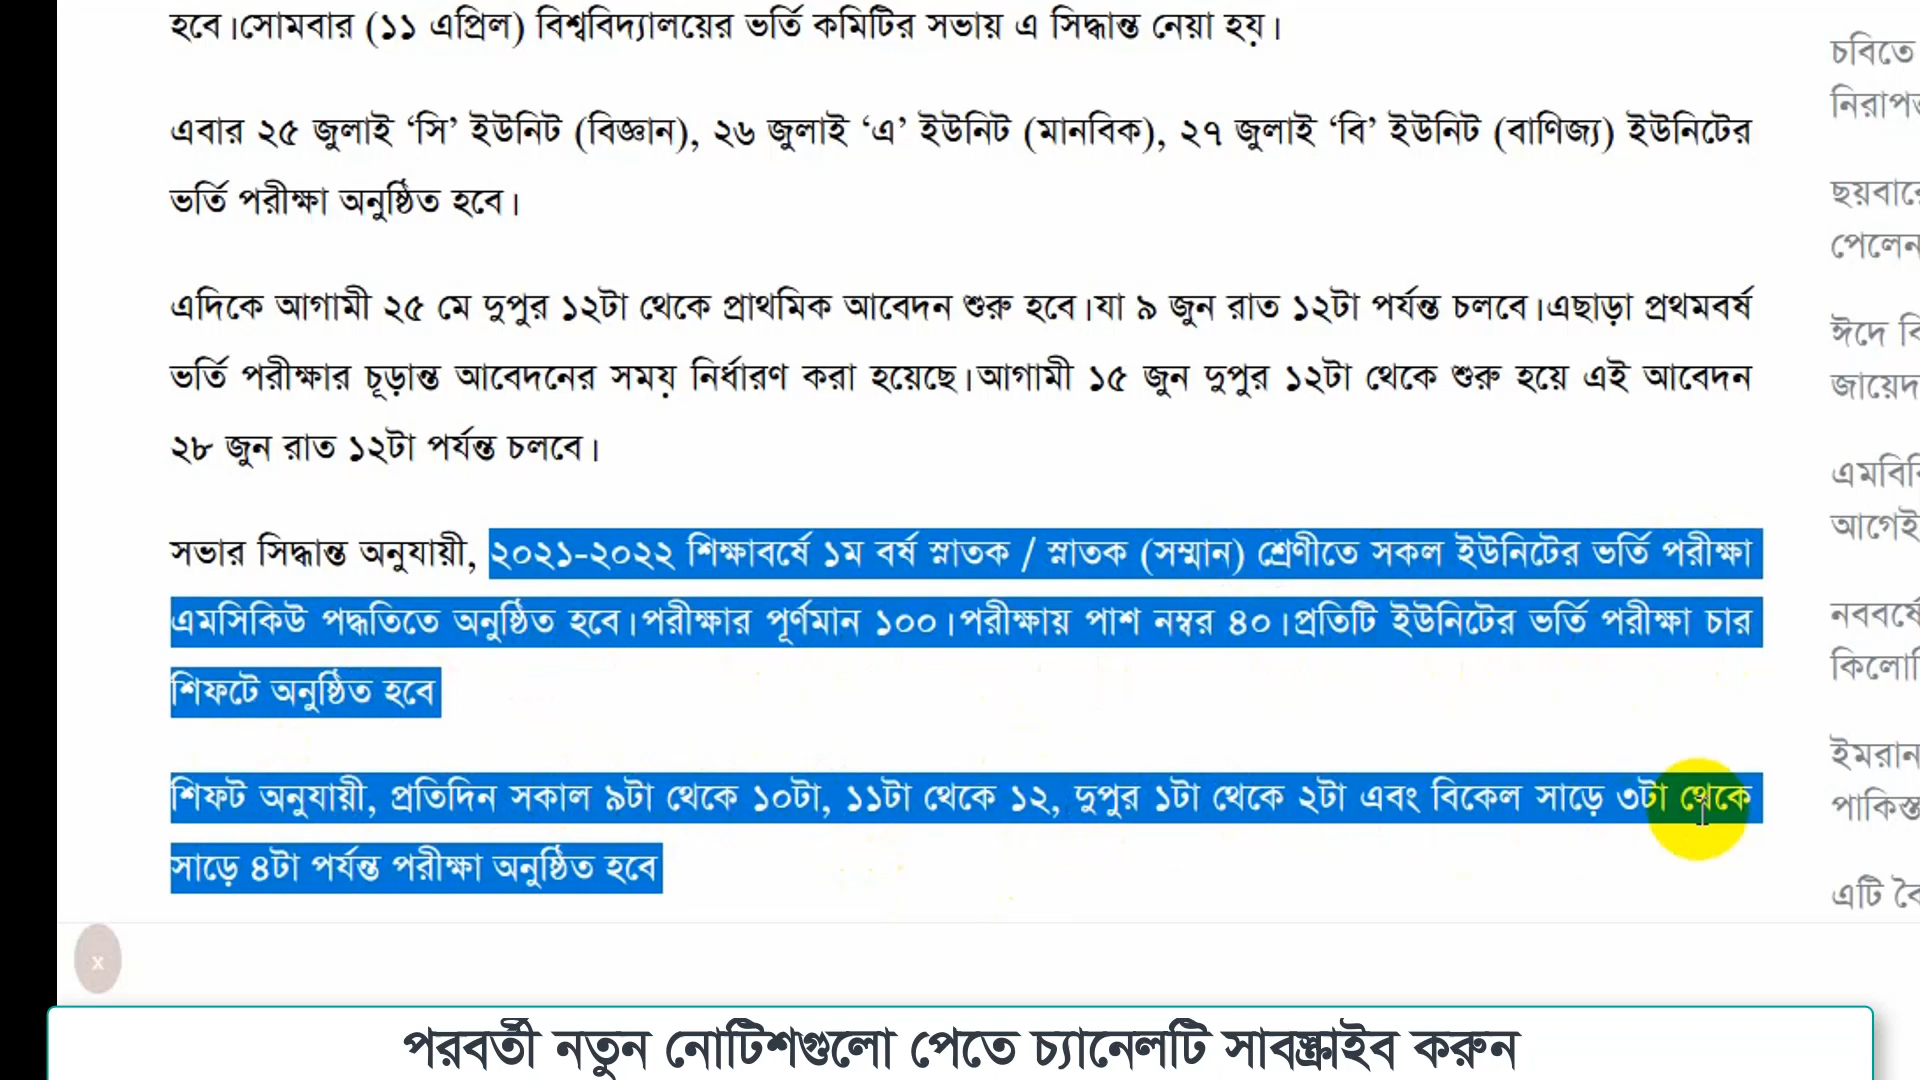 হবে।সোমবার (১১ এপ্রিল) বিশ্ববিদ্যালয়ের ভর্তি কমিটির সভায় এ সিদ্ধান্ত নেয়া হয়।
এবার ২৫ জুলাই ‘সি’ ইউনিট (বিজ্ঞান), ২৬ জুলাই ‘এ’ ইউনিট (মানবিক), ২৭ জুলাই ‘বি’ ইউনিট (বাণিজ্য) ইউনিটের
ভর্তি পরীক্ষা অনুষ্ঠিত হবে।
এদিকে আগামী ২৫ মে দুপুর ১২টা থেকে প্রাথমিক আবেদন শুরু হবে।যা ৯ জুন রাত ১২টা পর্যন্ত চলবে।এছাড়া প্রথমবর্ষ
ভর্তি পরীক্ষার চূড়ান্ত আবেদনের সময় নির্ধারণ করা হয়েছে।আগামী ১৫ জুন দুপুর ১২টা থেকে শুরু হয়ে এই আবেদন
২৮ জুন রাত ১২টা পর্যন্ত চলবে।
সভার সিদ্ধান্ত অনুযায়ী, ২০২১-২০২২ শিক্ষাবর্ষে ১ম বর্ষ স্নাতক / স্নাতক (সম্মান) শ্রেণীতে সকল ইউনিটের ভর্তি পরীক্ষা
এমসিকিউ পদ্ধতিতে অনুষ্ঠিত হবে।পরীক্ষার পূর্ণমান ১০০।পরীক্ষায় পাশ নম্বর ৪০।প্রতিটি ইউনিটের ভর্তি পরীক্ষা চার
শিফটে অনুষ্ঠিত হবে
শিফট অনুযায়ী, প্রতিদিন সকাল ৯টা থেকে ১০টা, ১১টা থেকে ১২, দুপুর ১টা থেকে ২টা এবং বিকেল সাড়ে ৩টা থেকে
সাড়ে ৪টা পর্যন্ত পরীক্ষা অনুষ্ঠিত হবে
চবিতে
ঈদে
এটি
x
পরবর্তী নতুন নোটিশগুলো পেতে চ্যানেলটি সাবস্ক্রাইব করুন